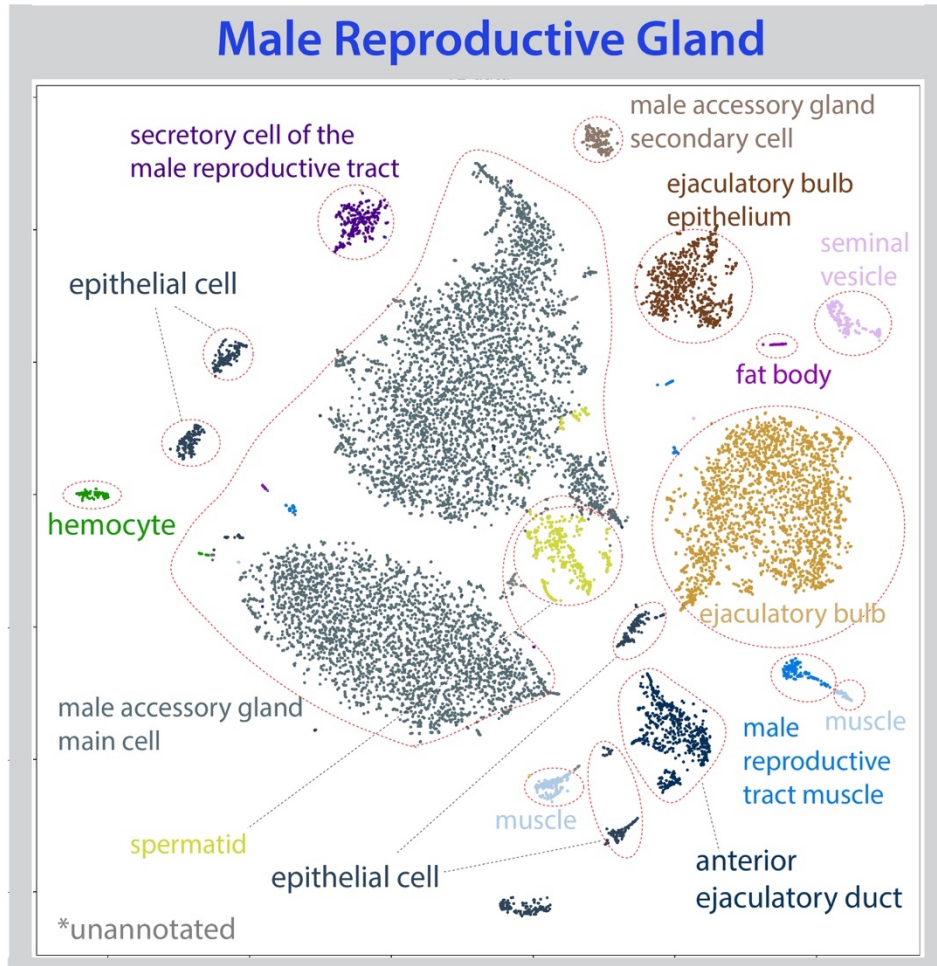 Male Reproductive Gland
male accessory gland
secondary cell
secretory cell of the
male reproductive tract
ejaculatory bulb
epithelium
seminal
vesicle
epithelial cell
fat body
hemocyte
ejaculatory bulb
male accessory gland
main cell
muscle
male
reproductive
tract muscle
muscle
spermatid
epithelial cell
anterior
ejaculatory duct
*unannotated